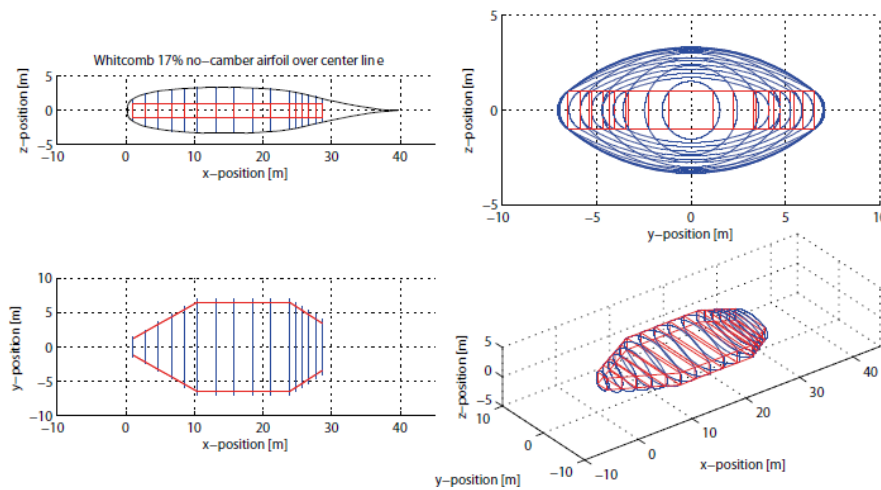 Whitcomb 17% no−camber airfoil over center line
z−position [m]
5
0
−5
−10 0 10 20 30 40
x−position [m]
z−position [m]
5
0
−5
−10 −5 0 5 10
y−position [m]
y−position [m]
10
5
0
−5
−10
−10 0 10 20 30 40
x−position [m]
z−position [m]
5
0
−5
10
0
−10
y−position [m]
−10
0
10
20
30
40
x−position [m]